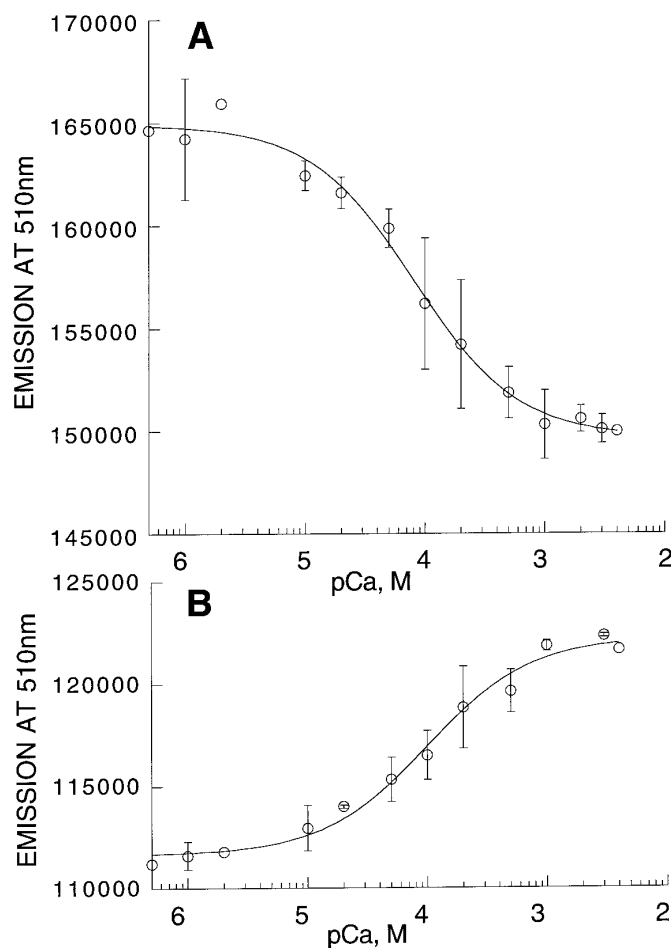 A
170000
165000
160000
155000
150000
145000
EMISSION AT 510nm
6 5 4 3 2
pCa, M
B
125000
120000
115000
110000
EMISSION AT 510nm
6 5 4 3 2
pCa, M